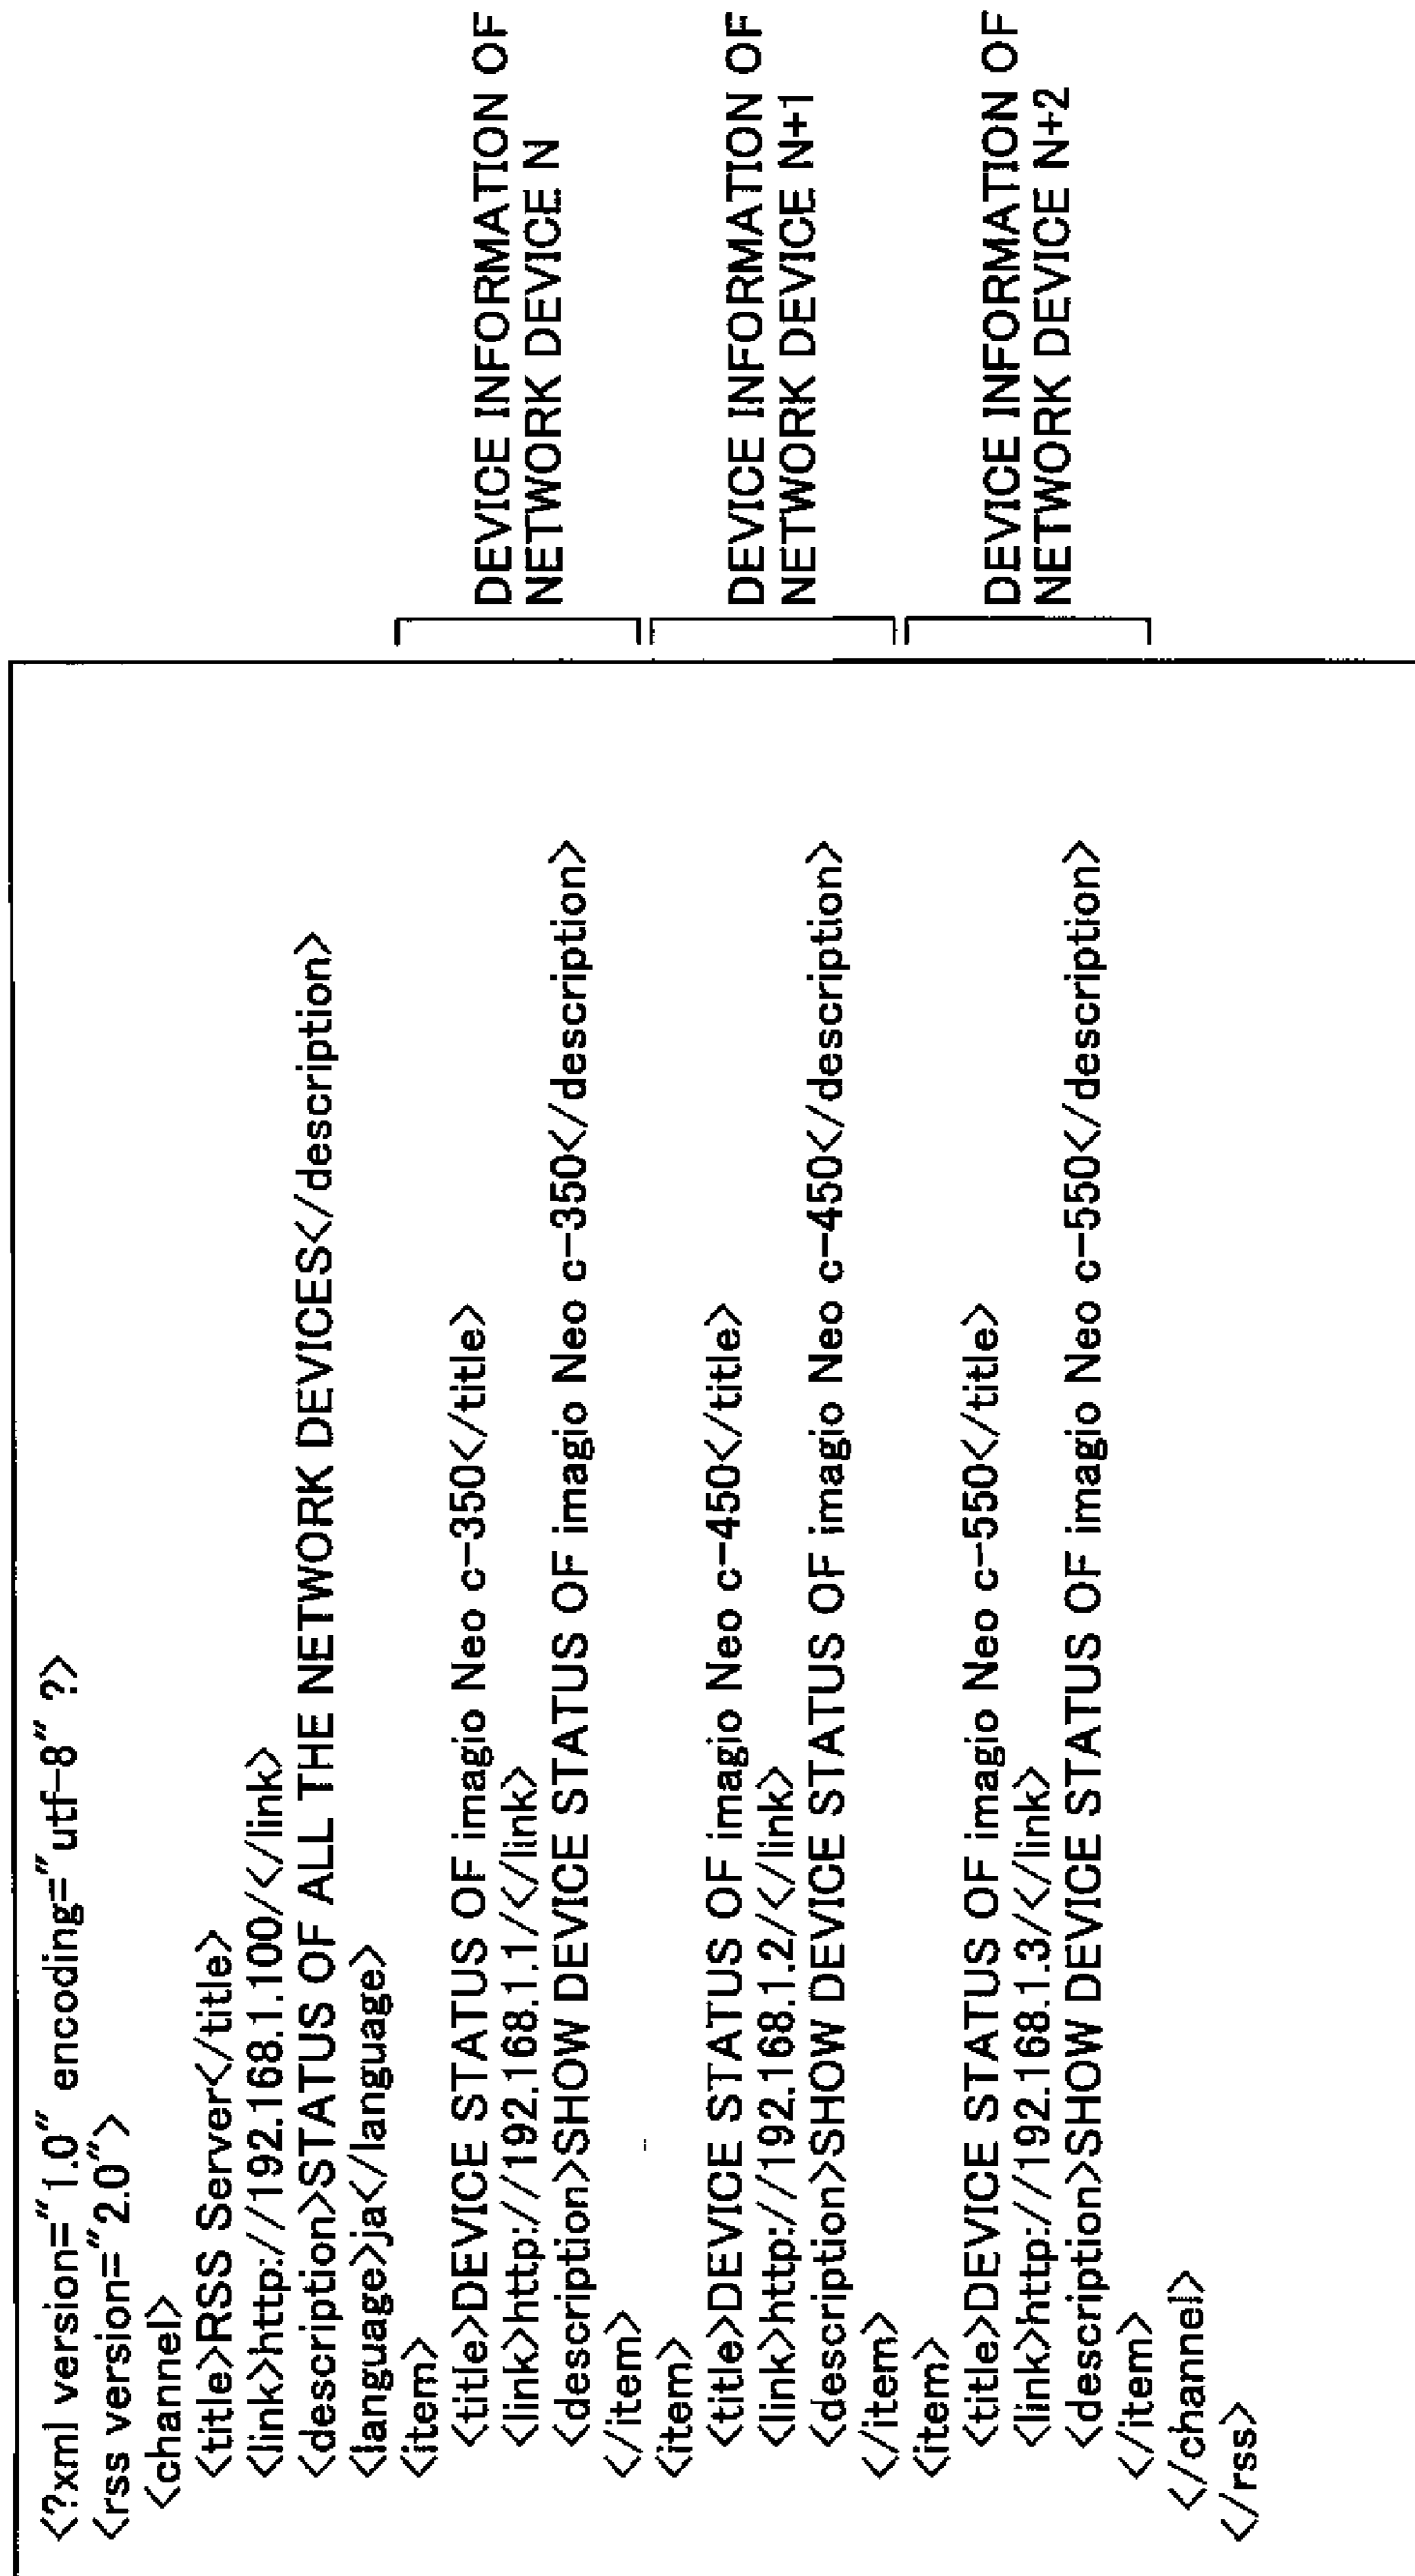 <?xml version="1.0" encoding="utf-8" ?>
<rss version="2.0">
<channel>
<title>RSS Server</title>
<link>http://192.168.1.100/</link>
<description>STATUS OF ALL THE NETWORK DEVICES</description>
<language>ja</language>
<item>
<title>DEVICE STATUS OF imagio Neo c-350</title>
<link>http://192.168.1.1/</link>
<description>SHOW DEVICE STATUS OF imagio Neo c-350</description>
</item>
<item>
<title>DEVICE STATUS OF imagio Neo c-450</title>
<link>http://192.168.1.2/</link>
<description>SHOW DEVICE STATUS OF imagio Neo c-450</description>
</item>
<item>
<title>DEVICE STATUS OF imagio Neo c-550</title>
<link>http://192.168.1.3/</link>
<description>SHOW DEVICE STATUS OF imagio Neo c-550</description>
</item>
</channel>
</rss>
DEVICE INFORMATION OF
NETWORK DEVICE N
DEVICE INFORMATION OF
NETWORK DEVICE N+1
DEVICE INFORMATION OF
NETWORK DEVICE N+2